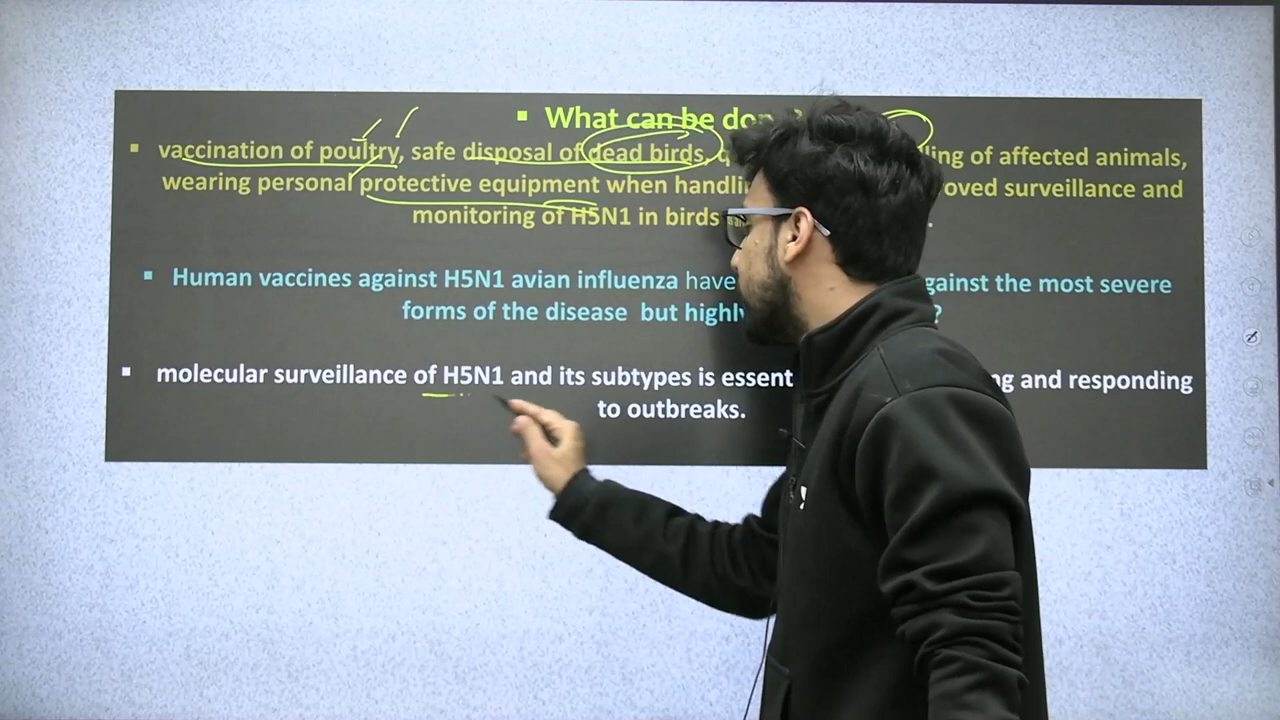 ▪ What can be don
▪ vaccination of poultry, safe disposal of dead birds, ling of affected animals,
wearing personal protective equipment when handli oved surveillance and
monitoring of H5N1 in birds
▪ Human vaccines against H5N1 avian influenza have gainst the most severe
forms of the disease but highly ?
▪ molecular surveillance of H5N1 and its subtypes is essent ng and responding
to outbreaks.